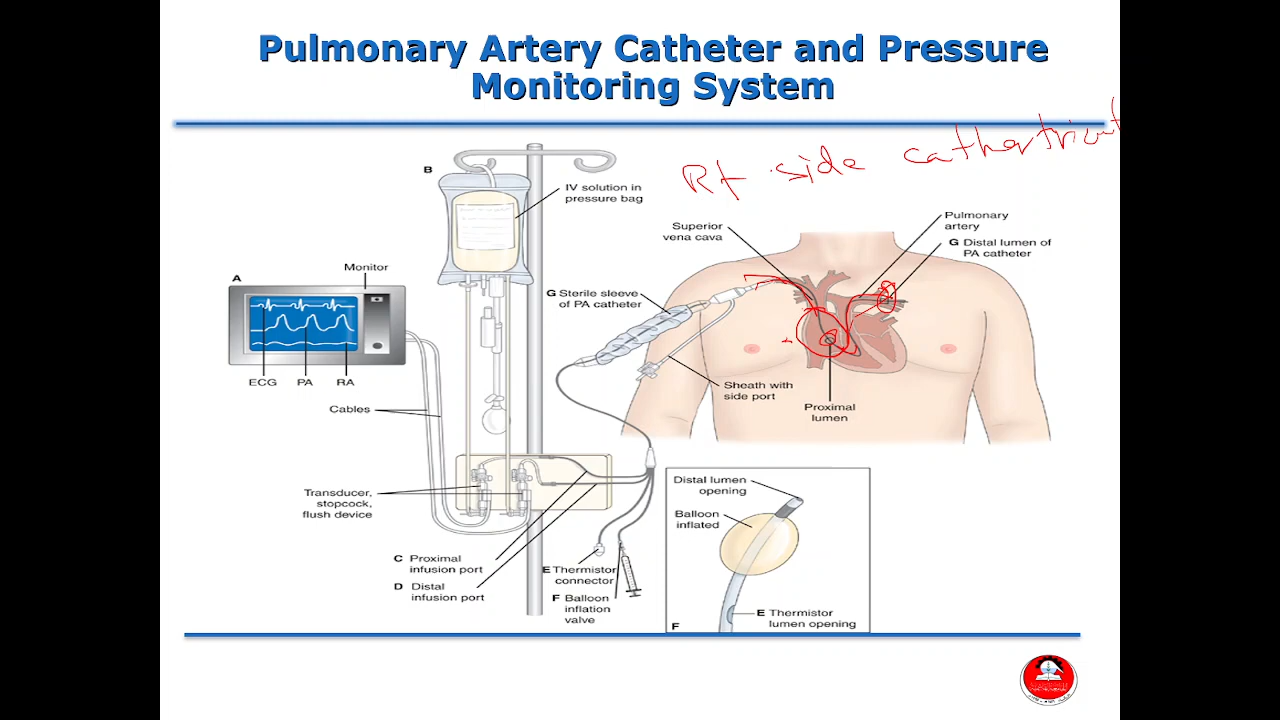 Pulmonary Artery Catheter and Pressure
Monitoring System
Rt side cathertrizat
B
IV solution in
pressure bag
A
Monitor
ECG PA RA
Cables
Superior
vena cava
Pulmonary
artery
G Distal lumen of
PA catheter
G Sterile sleeve
of PA catheter
Sheath with
side port
Proximal
lumen
Transducer,
stopcock,
flush device
C Proximal
infusion port
D Distal
infusion port
E Thermistor
connector
F Balloon
inflation
valve
Distal lumen
opening
Balloon
inflated
E Thermistor
lumen opening
F